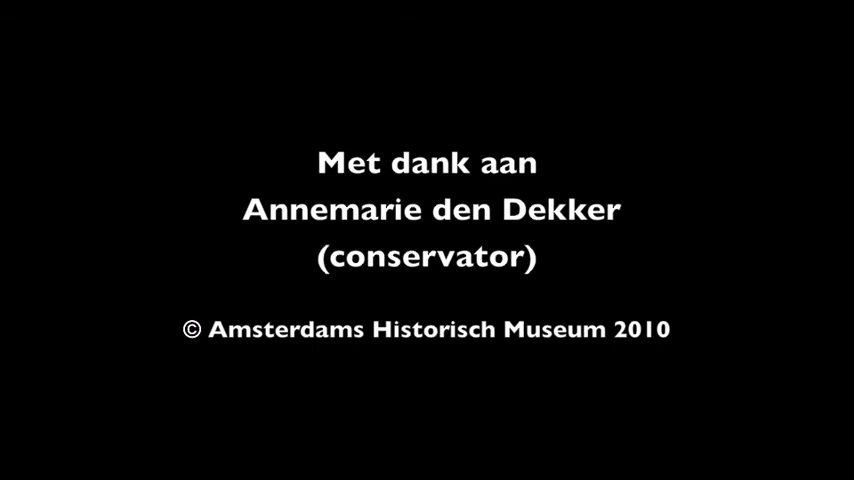 Met dank aan
Annemarie den Dekker
(conservator)
© Amsterdams Historisch Museum 2010